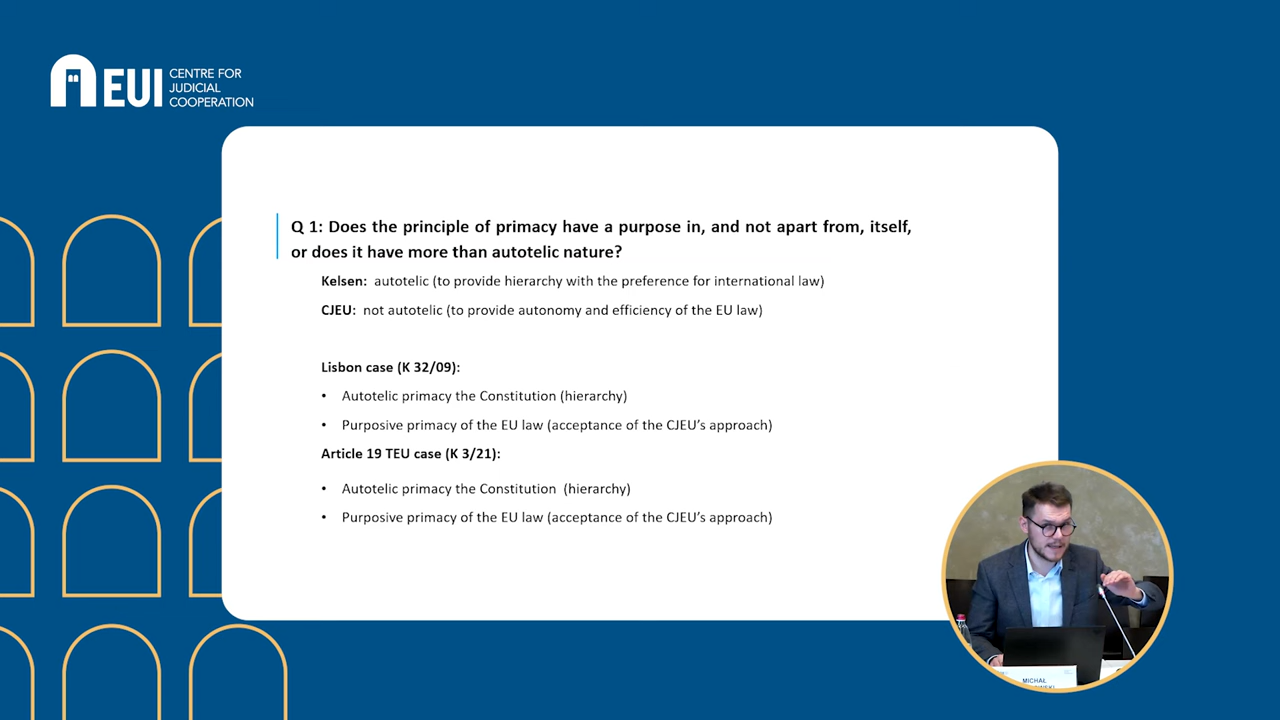 EUI
CENTRE FOR
JUDICIAL
COOPERATION
Q 1: Does the principle of primacy have a purpose in, and not apart from, itself,
or does it have more than autotelic nature?
Kelsen: autotelic (to provide hierarchy with the preference for international law)
CJEU: not autotelic (to provide autonomy and efficiency of the EU law)
Lisbon case (K 32/09):
• Autotelic primacy the Constitution (hierarchy)
• Purposive primacy of the EU law (acceptance of the CJEU's approach)
Article 19 TEU case (K 3/21):
• Autotelic primacy the Constitution (hierarchy)
• Purposive primacy of the EU law (acceptance of the CJEU's approach)
MICHAŁ